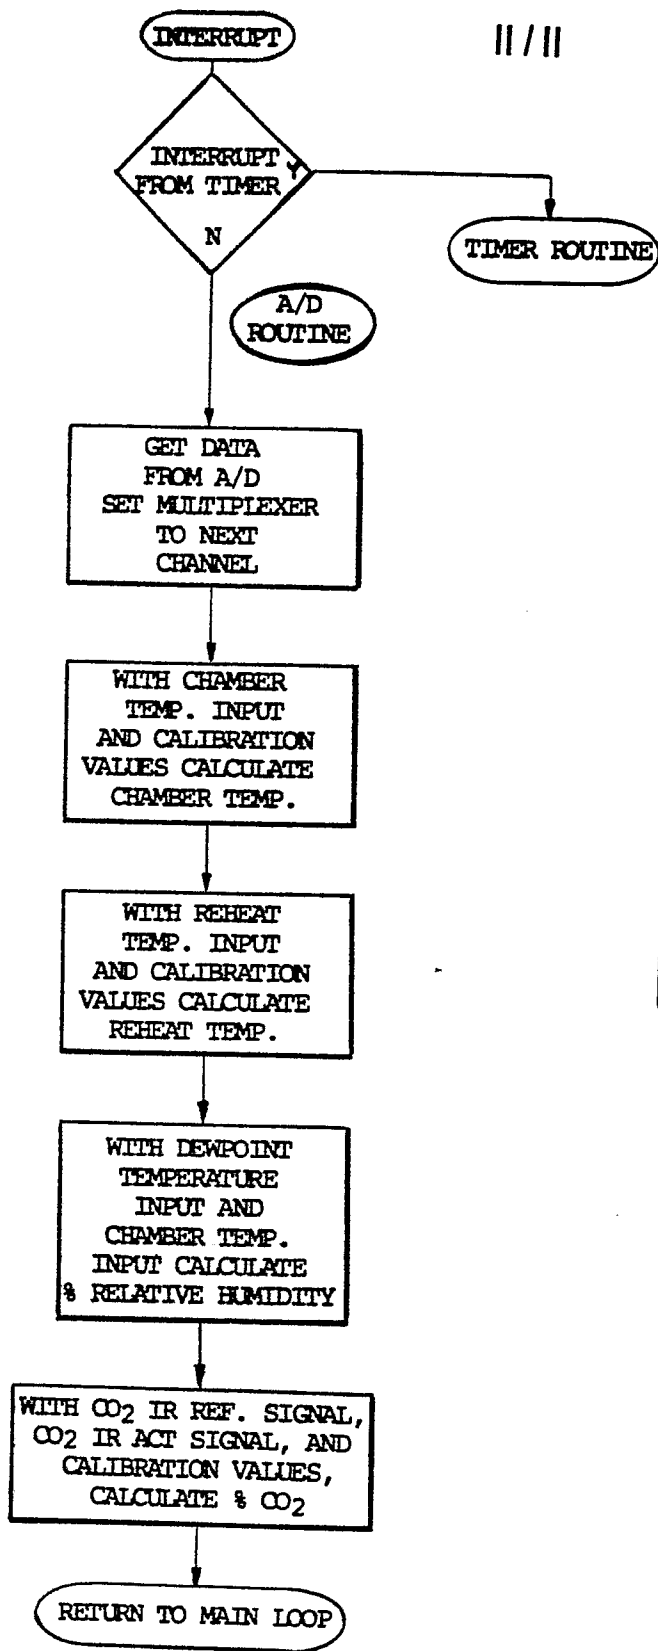 INTERRUPT
11/11
INTERRUPT Y
FROM TIMER
N
TIMER ROUTINE
A/D
ROUTINE
GET DATA
FROM A/D
SET MULTIPLEXER
TO NEXT
CHANNEL
WITH CHAMBER
TEMP. INPUT
AND CALIBRATION
VALUES CALCULATE
CHAMBER TEMP.
WITH REHEAT
TEMP. INPUT
AND CALIBRATION
VALUES CALCULATE
REHEAT TEMP.
WITH DEWPOINT
TEMPERATURE
INPUT AND
CHAMBER TEMP.
INPUT CALCULATE
% RELATIVE HUMIDITY
WITH CO₂ IR REF. SIGNAL,
CO₂ IR ACT SIGNAL, AND
CALIBRATION VALUES,
CALCULATE % CO₂
RETURN TO MAIN LOOP